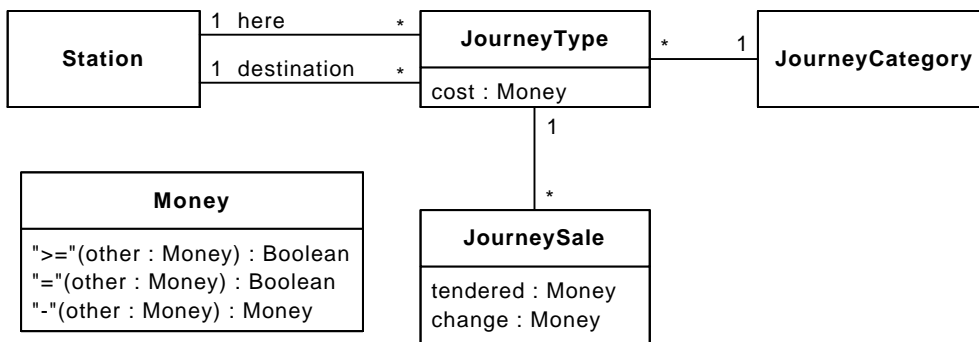 1 here *
Station
1 destination *
JourneyType
cost : Money
* 1
JourneyCategory
1
*
Money
">="(other : Money) : Boolean
"="(other : Money) : Boolean
"-"(other : Money) : Money
JourneySale
tendered : Money
change : Money